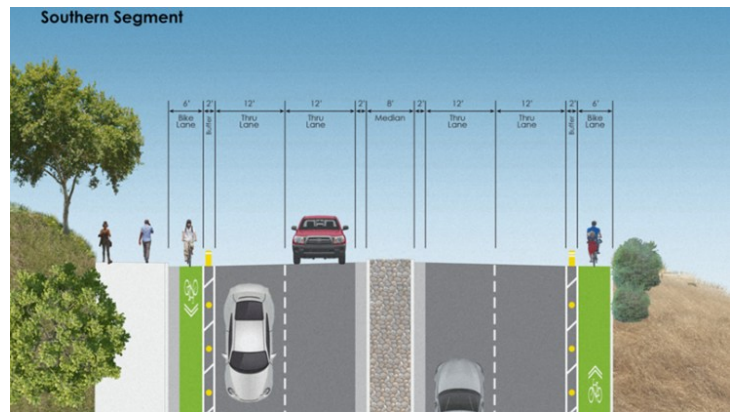 Southern Segment
6' 2' 12' 12' 2' 8' 2' 12' 12' 2' 6'
Bike
Lane
Buffer
Thru
Lane
Thru
Lane
Median
Thru
Lane
Thru
Lane
Buffer
Bike
Lane